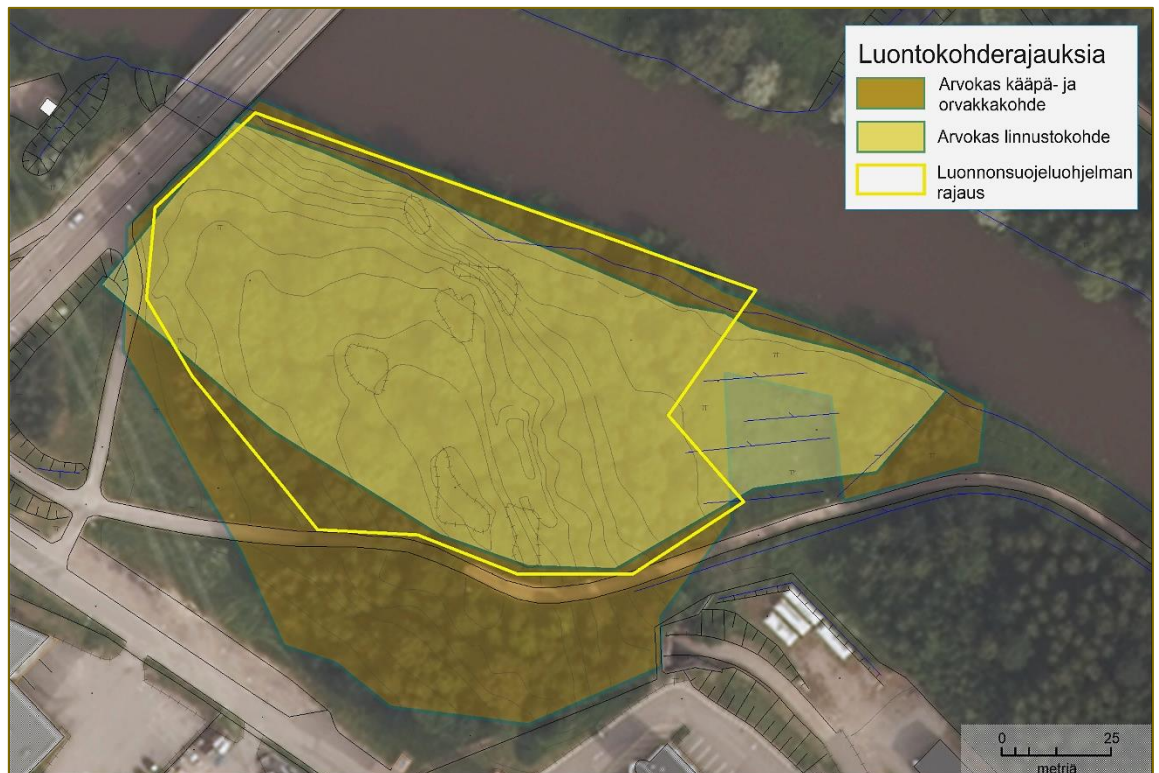 Luontokohderajauksia
Arvokas kääpä- ja
orvakkakohde
Arvokas linnustokohde
Luonnonsuojeluohjelman
rajaus
0 25
metriä